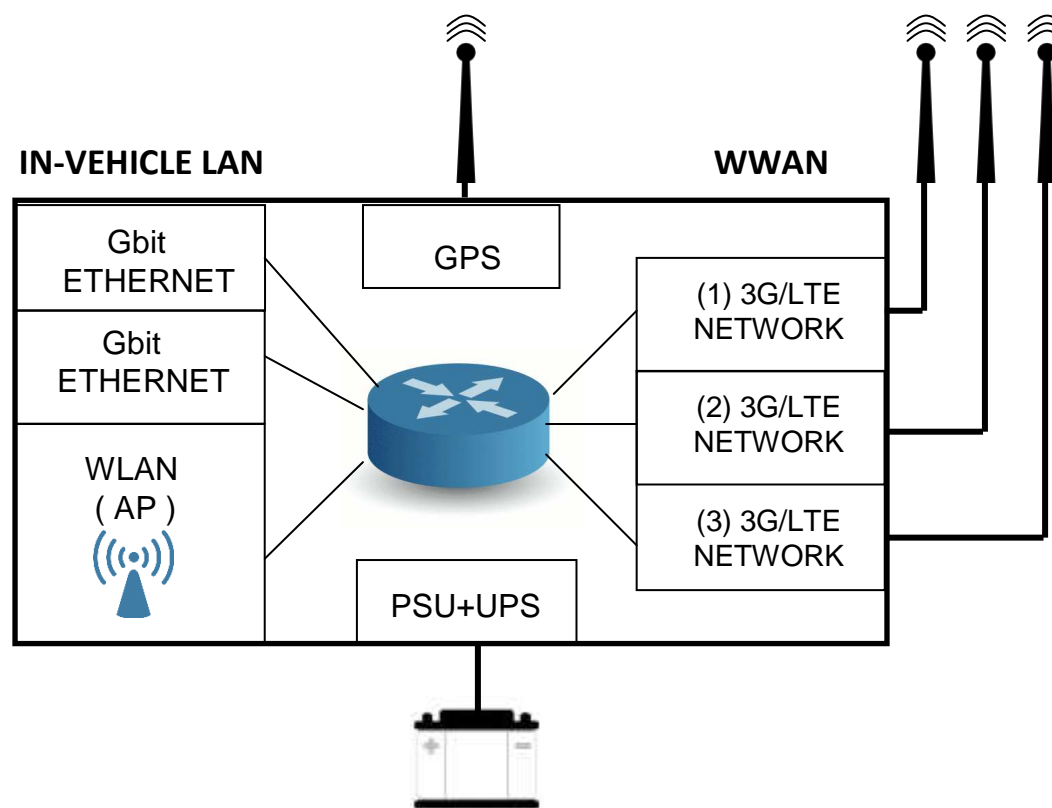 IN-VEHICLE LAN
WWAN
Gbit
ETHERNET
GPS
(1) 3G/LTE
NETWORK
Gbit
ETHERNET
(2) 3G/LTE
NETWORK
WLAN
( AP )
(3) 3G/LTE
NETWORK
PSU+UPS
+ −